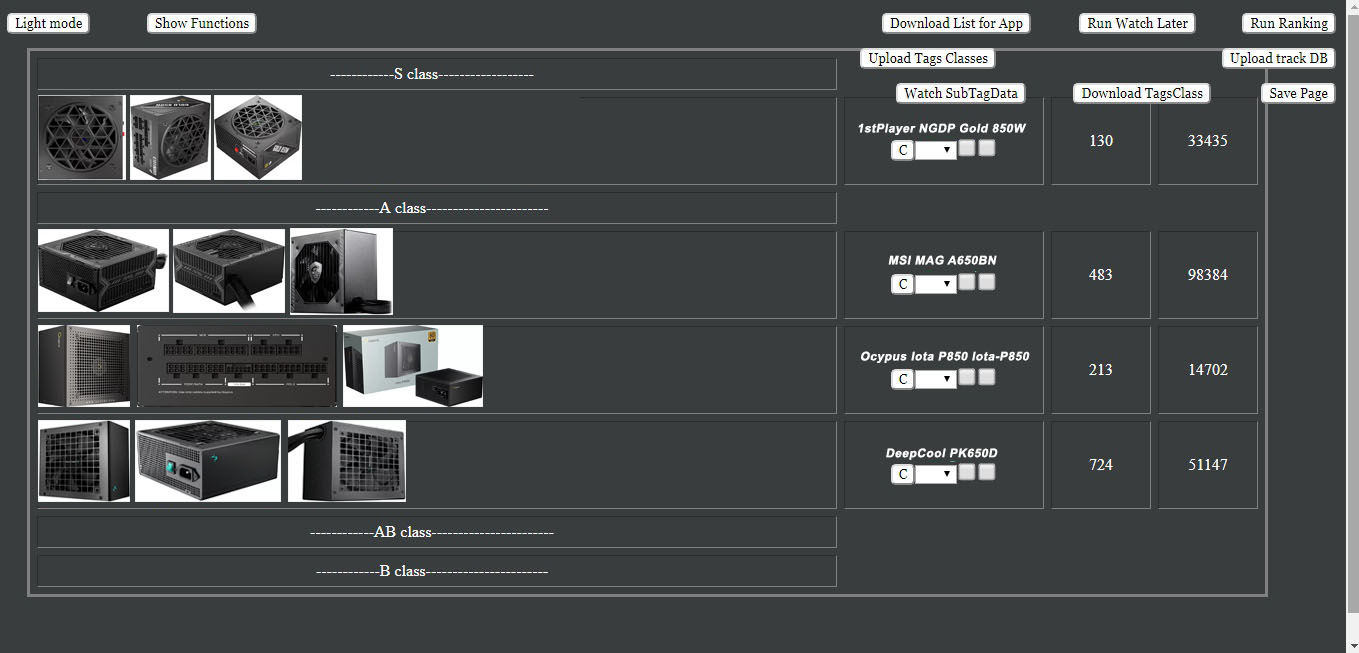 Light mode
Show Functions
Download List for App
Run Watch Later
Run Ranking
Upload Tags Classes
Upload track DB
------------S class------------------
Watch SubTagData
Download TagsClass
Save Page
1stPlayer NGDP Gold 850W
C
130
33435
------------A class-----------------------
MSI MAG A650BN
C
483
98384
Ocypus Iota P850 Iota-P850
C
213
14702
DeepCool PK650D
C
724
51147
------------AB class-----------------------
------------B class-----------------------